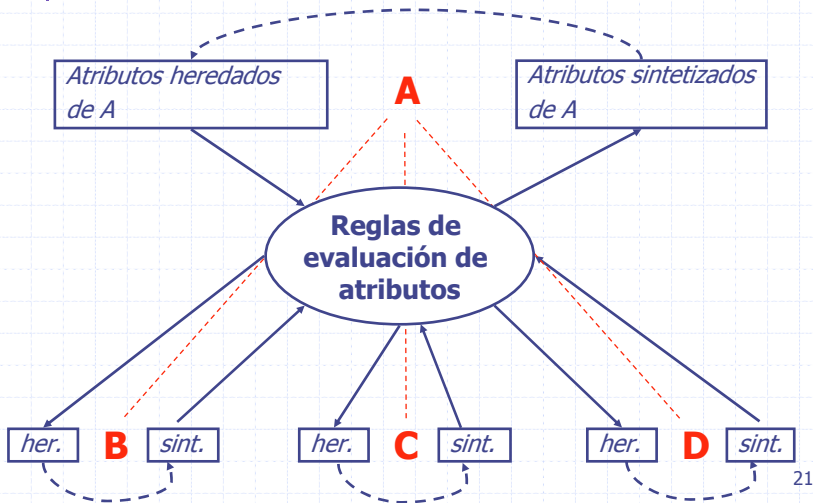 Atributos heredados
de A
A
Atributos sintetizados
de A
Reglas de
evaluación de
atributos
her.
B
sint.
her.
C
sint.
her.
D
sint.
21